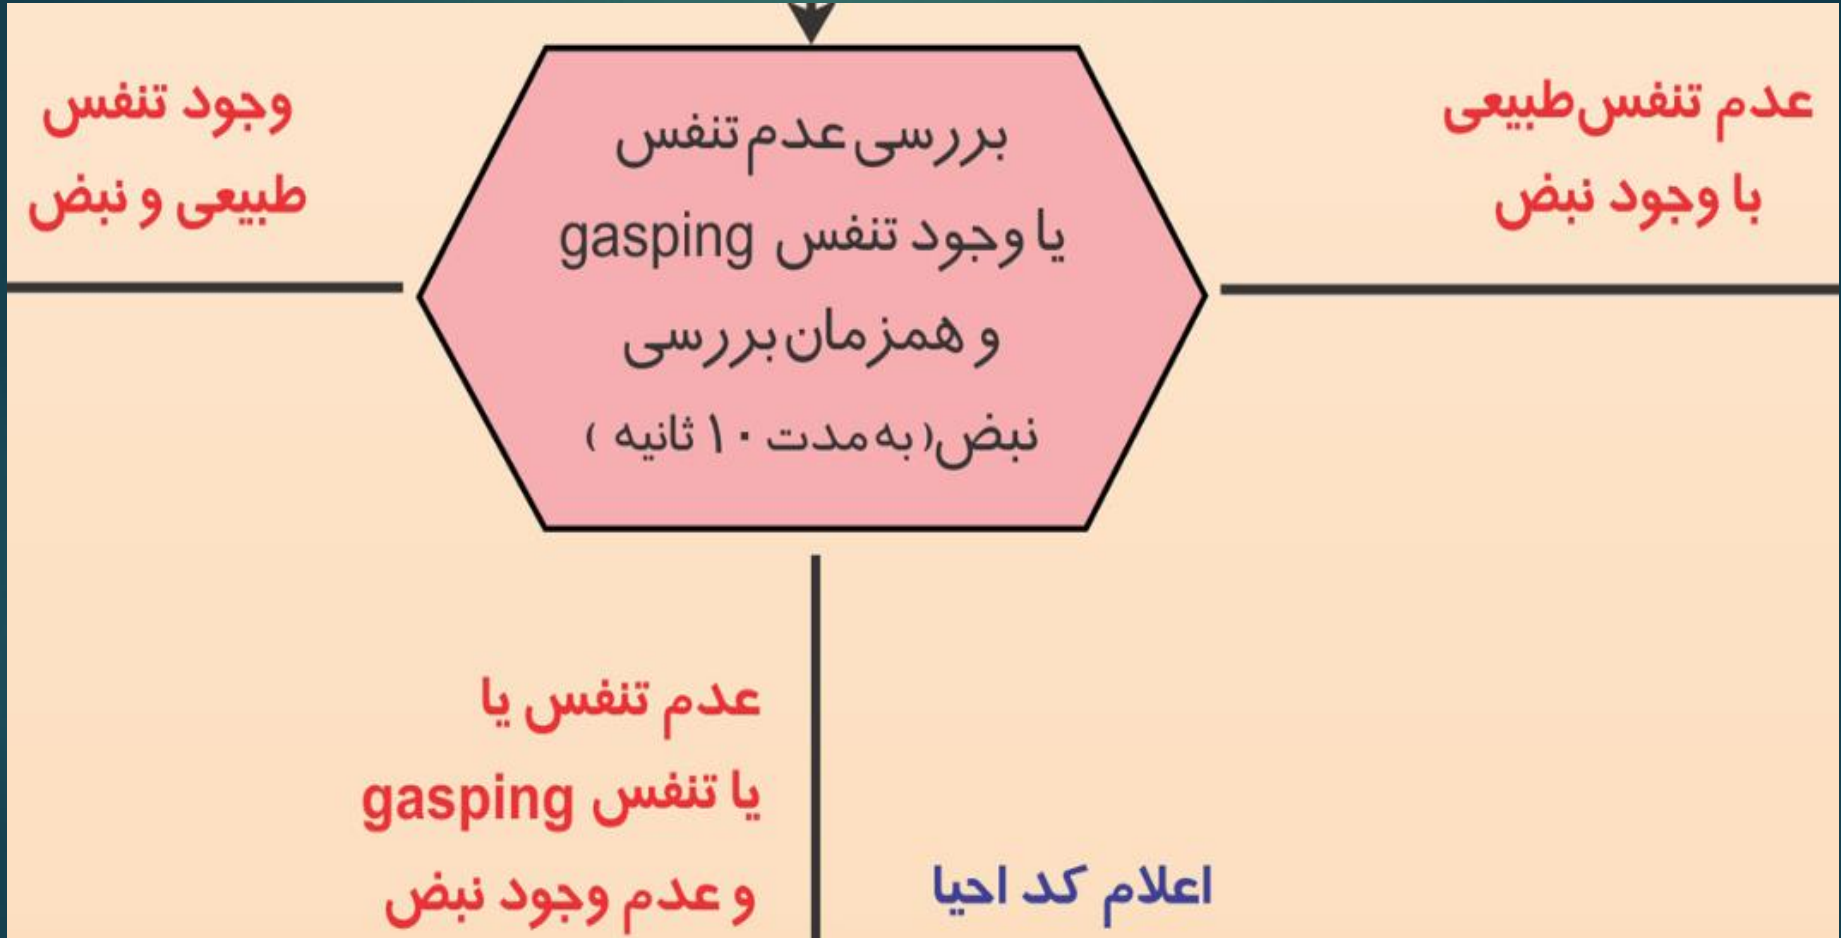 بررسی عدم تنفس
یا وجود تنفس gasping
و همزمان بررسی
نبض (به مدت ۱۰ ثانیه)
عدم تنفس طبیعی
با وجود نبض
وجود تنفس
طبیعی و نبض
عدم تنفس یا
یا تنفس gasping
و عدم وجود نبض
اعلام کد احیا